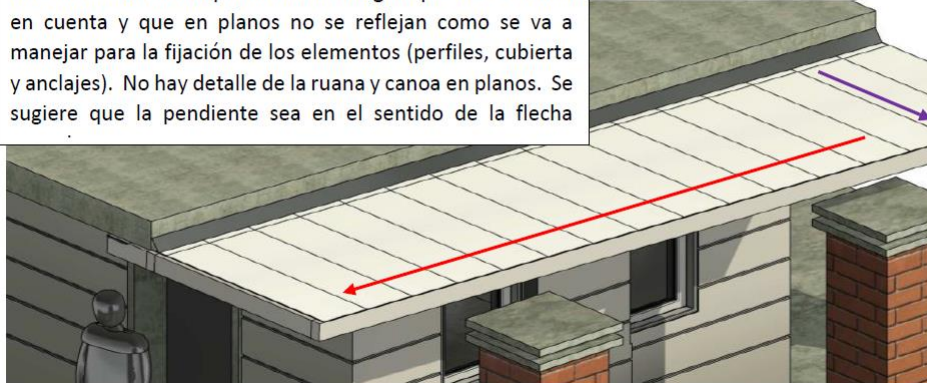 en cuenta y que en planos no se reflejan como se va a
manejar para la fijación de los elementos (perfiles, cubierta
y anclajes). No hay detalle de la ruana y canoa en planos. Se
sugiere que la pendiente sea en el sentido de la flecha